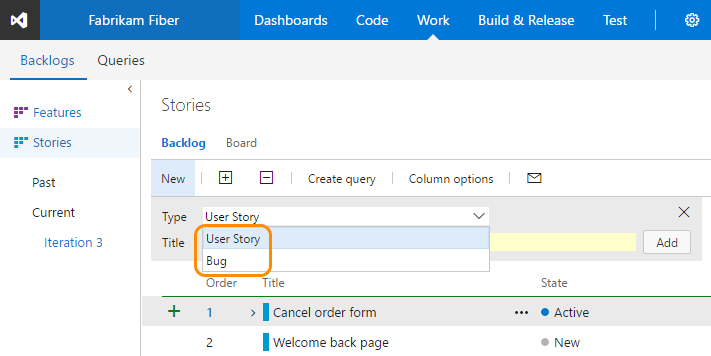 Fabrikam Fiber Dashboards Code Work Build & Release Test
Backlogs Queries
Features
Stories
Past
Current
Iteration 3
Stories
Backlog Board
New Create query Column options
Type User Story
Title User Story Add
Bug
Order Title State
1 Cancel order form ... Active
2 Welcome back page New